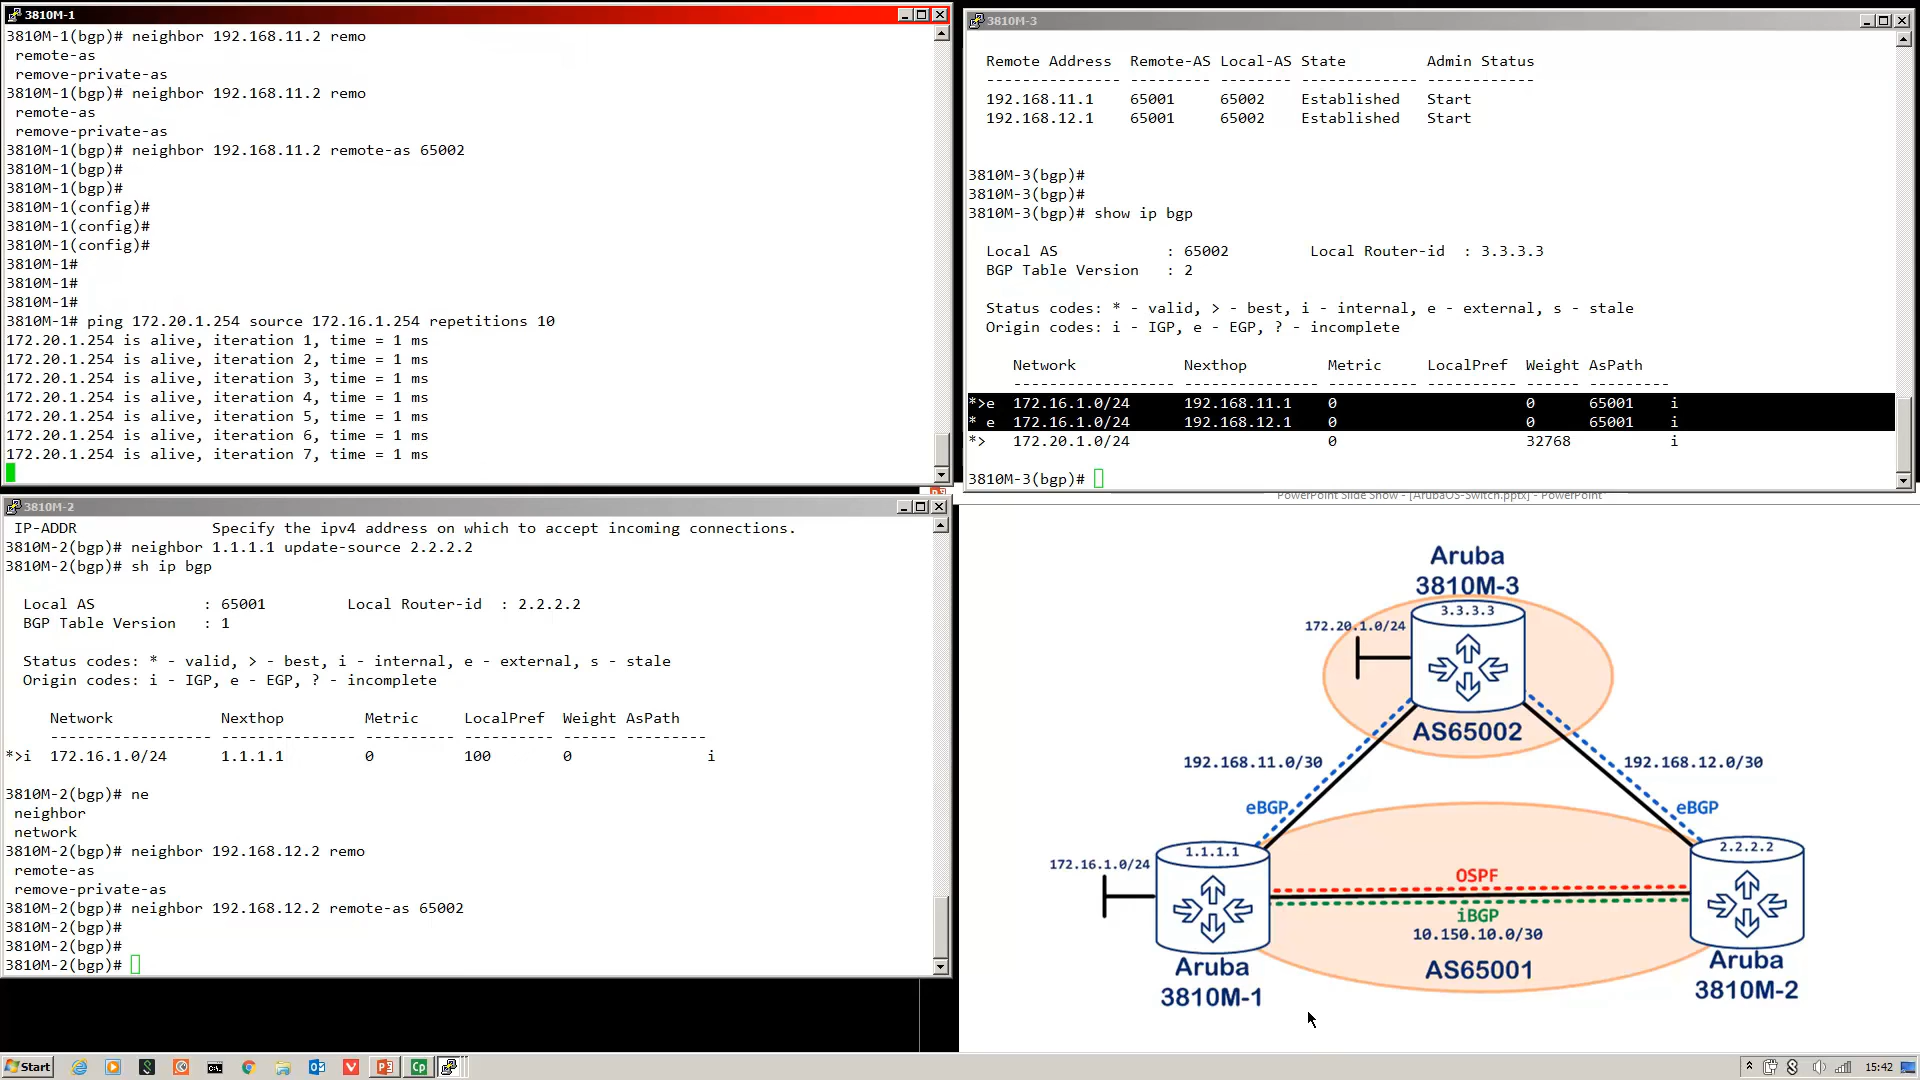 3810M-1
3810M-1(bgp)# neighbor 192.168.11.2 remo
remote-as
remove-private-as
3810M-1(bgp)# neighbor 192.168.11.2 remo
remote-as
remove-private-as
3810M-1(bgp)# neighbor 192.168.11.2 remote-as 65002
3810M-1(bgp)#
3810M-1(bgp)#
3810M-1(config)#
3810M-1(config)#
3810M-1(config)#
3810M-1#
3810M-1#
3810M-1#
3810M-1# ping 172.20.1.254 source 172.16.1.254 repetitions 10
172.20.1.254 is alive, iteration 1, time = 1 ms
172.20.1.254 is alive, iteration 2, time = 1 ms
172.20.1.254 is alive, iteration 3, time = 1 ms
172.20.1.254 is alive, iteration 4, time = 1 ms
172.20.1.254 is alive, iteration 5, time = 1 ms
172.20.1.254 is alive, iteration 6, time = 1 ms
172.20.1.254 is alive, iteration 7, time = 1 ms
3810M-3
Remote Address Remote-AS Local-AS State Admin Status
-------------- --------- -------- ------------- ------------
192.168.11.1 65001 65002 Established Start
192.168.12.1 65001 65002 Established Start
3810M-3(bgp)#
3810M-3(bgp)#
3810M-3(bgp)# show ip bgp
Local AS : 65002 Local Router-id : 3.3.3.3
BGP Table Version : 2
Status codes: * - valid, > - best, i - internal, e - external, s - stale
Origin codes: i - IGP, e - EGP, ? - incomplete
Network Nexthop Metric LocalPref Weight AsPath
------------------ --------------- ---------- --------- ------ ---------
*>e 172.16.1.0/24 192.168.11.1 0 0 65001 i
* e 172.16.1.0/24 192.168.12.1 0 0 65001 i
*> 172.20.1.0/24 0 32768 i
3810M-3(bgp)#
PowerPoint Slide Show - [ArubaOS-Switch.pptx] - PowerPoint
3810M-2
IP-ADDR Specify the ipv4 address on which to accept incoming connections.
3810M-2(bgp)# neighbor 1.1.1.1 update-source 2.2.2.2
3810M-2(bgp)# sh ip bgp
Local AS : 65001 Local Router-id : 2.2.2.2
BGP Table Version : 1
Status codes: * - valid, > - best, i - internal, e - external, s - stale
Origin codes: i - IGP, e - EGP, ? - incomplete
Network Nexthop Metric LocalPref Weight AsPath
------------------ --------------- ---------- --------- ------ ---------
*>i 172.16.1.0/24 1.1.1.1 0 100 0 i
3810M-2(bgp)# ne
neighbor
network
3810M-2(bgp)# neighbor 192.168.12.2 remo
remote-as
remove-private-as
3810M-2(bgp)# neighbor 192.168.12.2 remote-as 65002
3810M-2(bgp)#
3810M-2(bgp)#
3810M-2(bgp)#
Aruba
3810M-3
3.3.3.3
172.20.1.0/24
AS65002
192.168.11.0/30
192.168.12.0/30
eBGP
eBGP
1.1.1.1
2.2.2.2
172.16.1.0/24
OSPF
iBGP
10.150.10.0/30
AS65001
Aruba
3810M-1
Aruba
3810M-2
Start
15:42